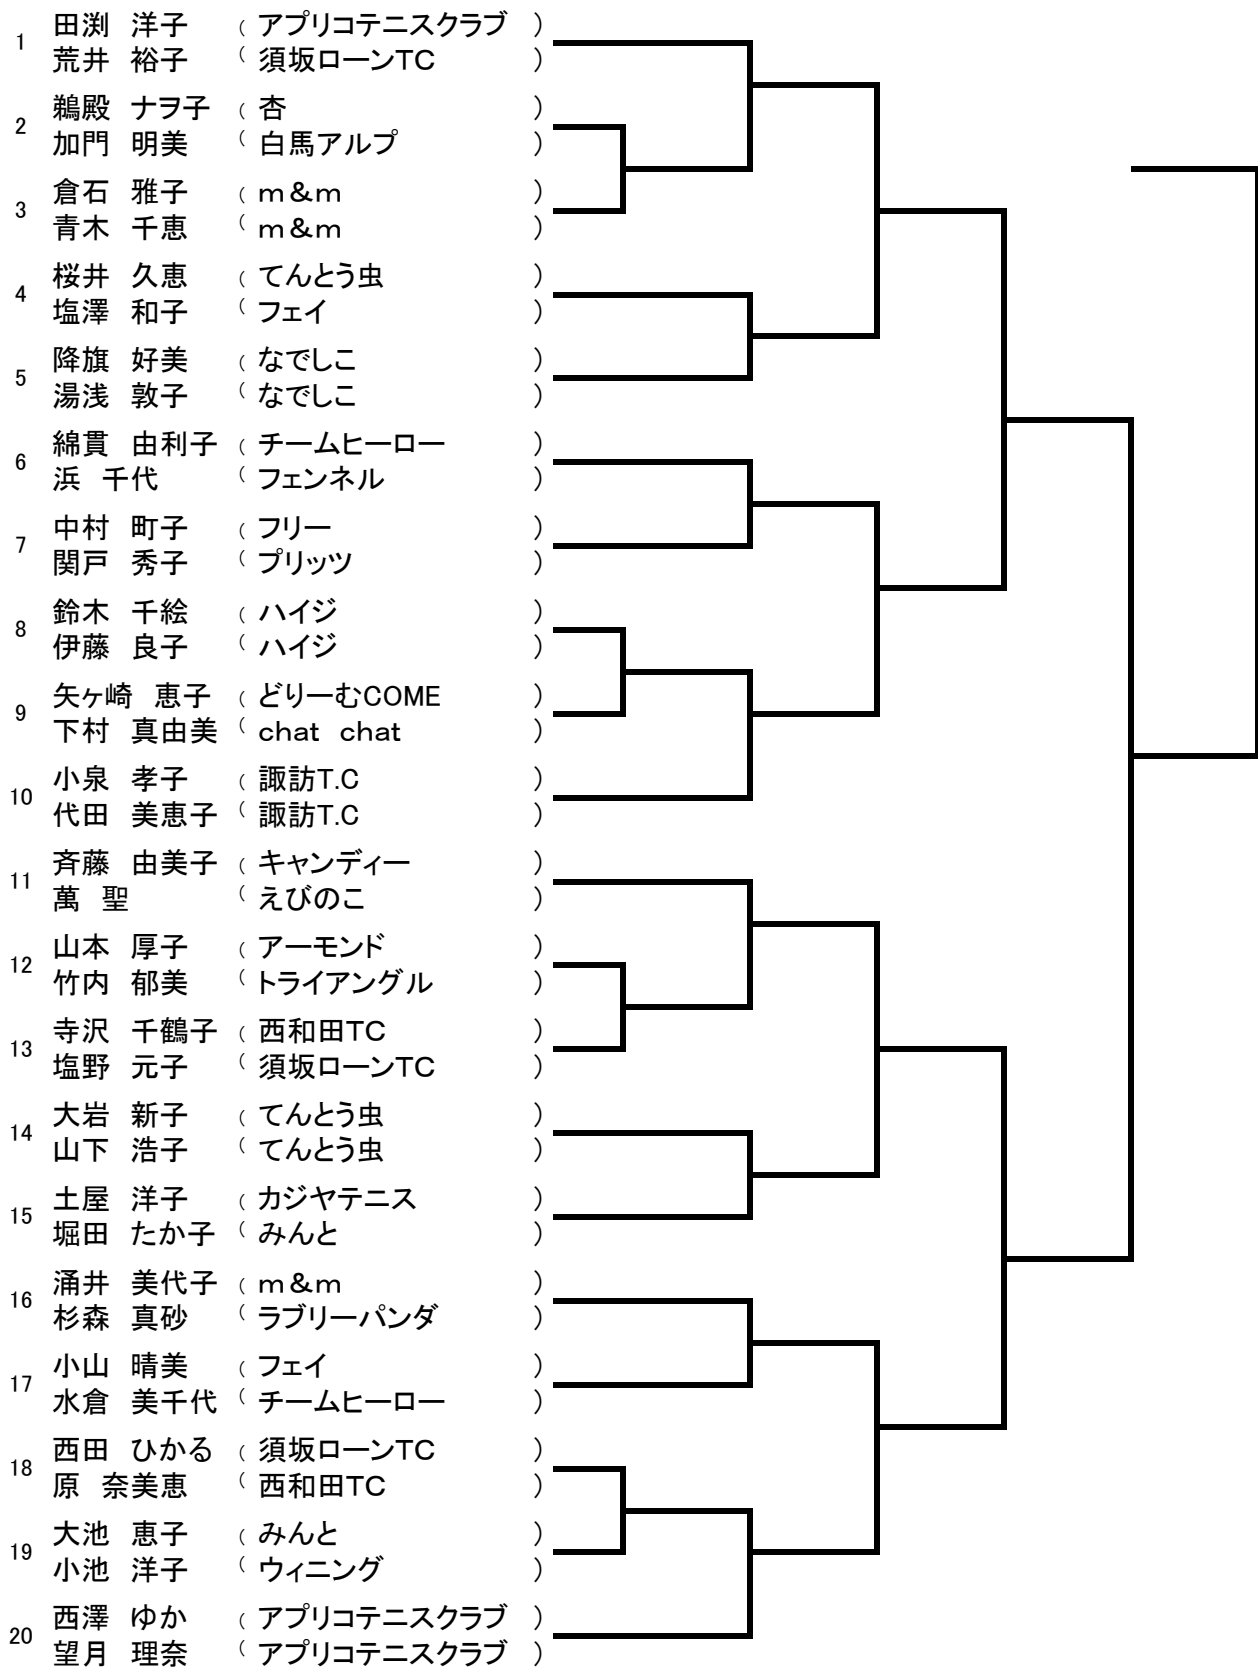 1 田渕 洋子 ( アプリコテニスクラブ )
荒井 裕子 ( 須坂ローンTC )
2 鵜殿 ナヲ子 ( 杏 )
加門 明美 ( 白馬アルプ )
3 倉石 雅子 ( m&m )
青木 千恵 ( m&m )
4 桜井 久恵 ( てんとう虫 )
塩澤 和子 ( フェイ )
5 降旗 好美 ( なでしこ )
湯浅 敦子 ( なでしこ )
6 綿貫 由利子 ( チームヒーロー )
浜 千代 ( フェンネル )
7 中村 町子 ( フリー )
関戸 秀子 ( プリッツ )
8 鈴木 千絵 ( ハイジ )
伊藤 良子 ( ハイジ )
9 矢ヶ崎 恵子 ( どりーむCOME )
下村 真由美 ( chat chat )
10 小泉 孝子 ( 諏訪T.C )
代田 美恵子 ( 諏訪T.C )
11 斉藤 由美子 ( キャンディー )
萬 聖 ( えびのこ )
12 山本 厚子 ( アーモンド )
竹内 郁美 ( トライアングル )
13 寺沢 千鶴子 ( 西和田TC )
塩野 元子 ( 須坂ローンTC )
14 大岩 新子 ( てんとう虫 )
山下 浩子 ( てんとう虫 )
15 土屋 洋子 ( カジヤテニス )
堀田 たか子 ( みんと )
16 涌井 美代子 ( m&m )
杉森 真砂 ( ラブリーパンダ )
17 小山 晴美 ( フェイ )
水倉 美千代 ( チームヒーロー )
18 西田 ひかる ( 須坂ローンTC )
原 奈美恵 ( 西和田TC )
19 大池 恵子 ( みんと )
小池 洋子 ( ウィニング )
20 西澤 ゆか ( アプリコテニスクラブ )
望月 理奈 ( アプリコテニスクラブ )